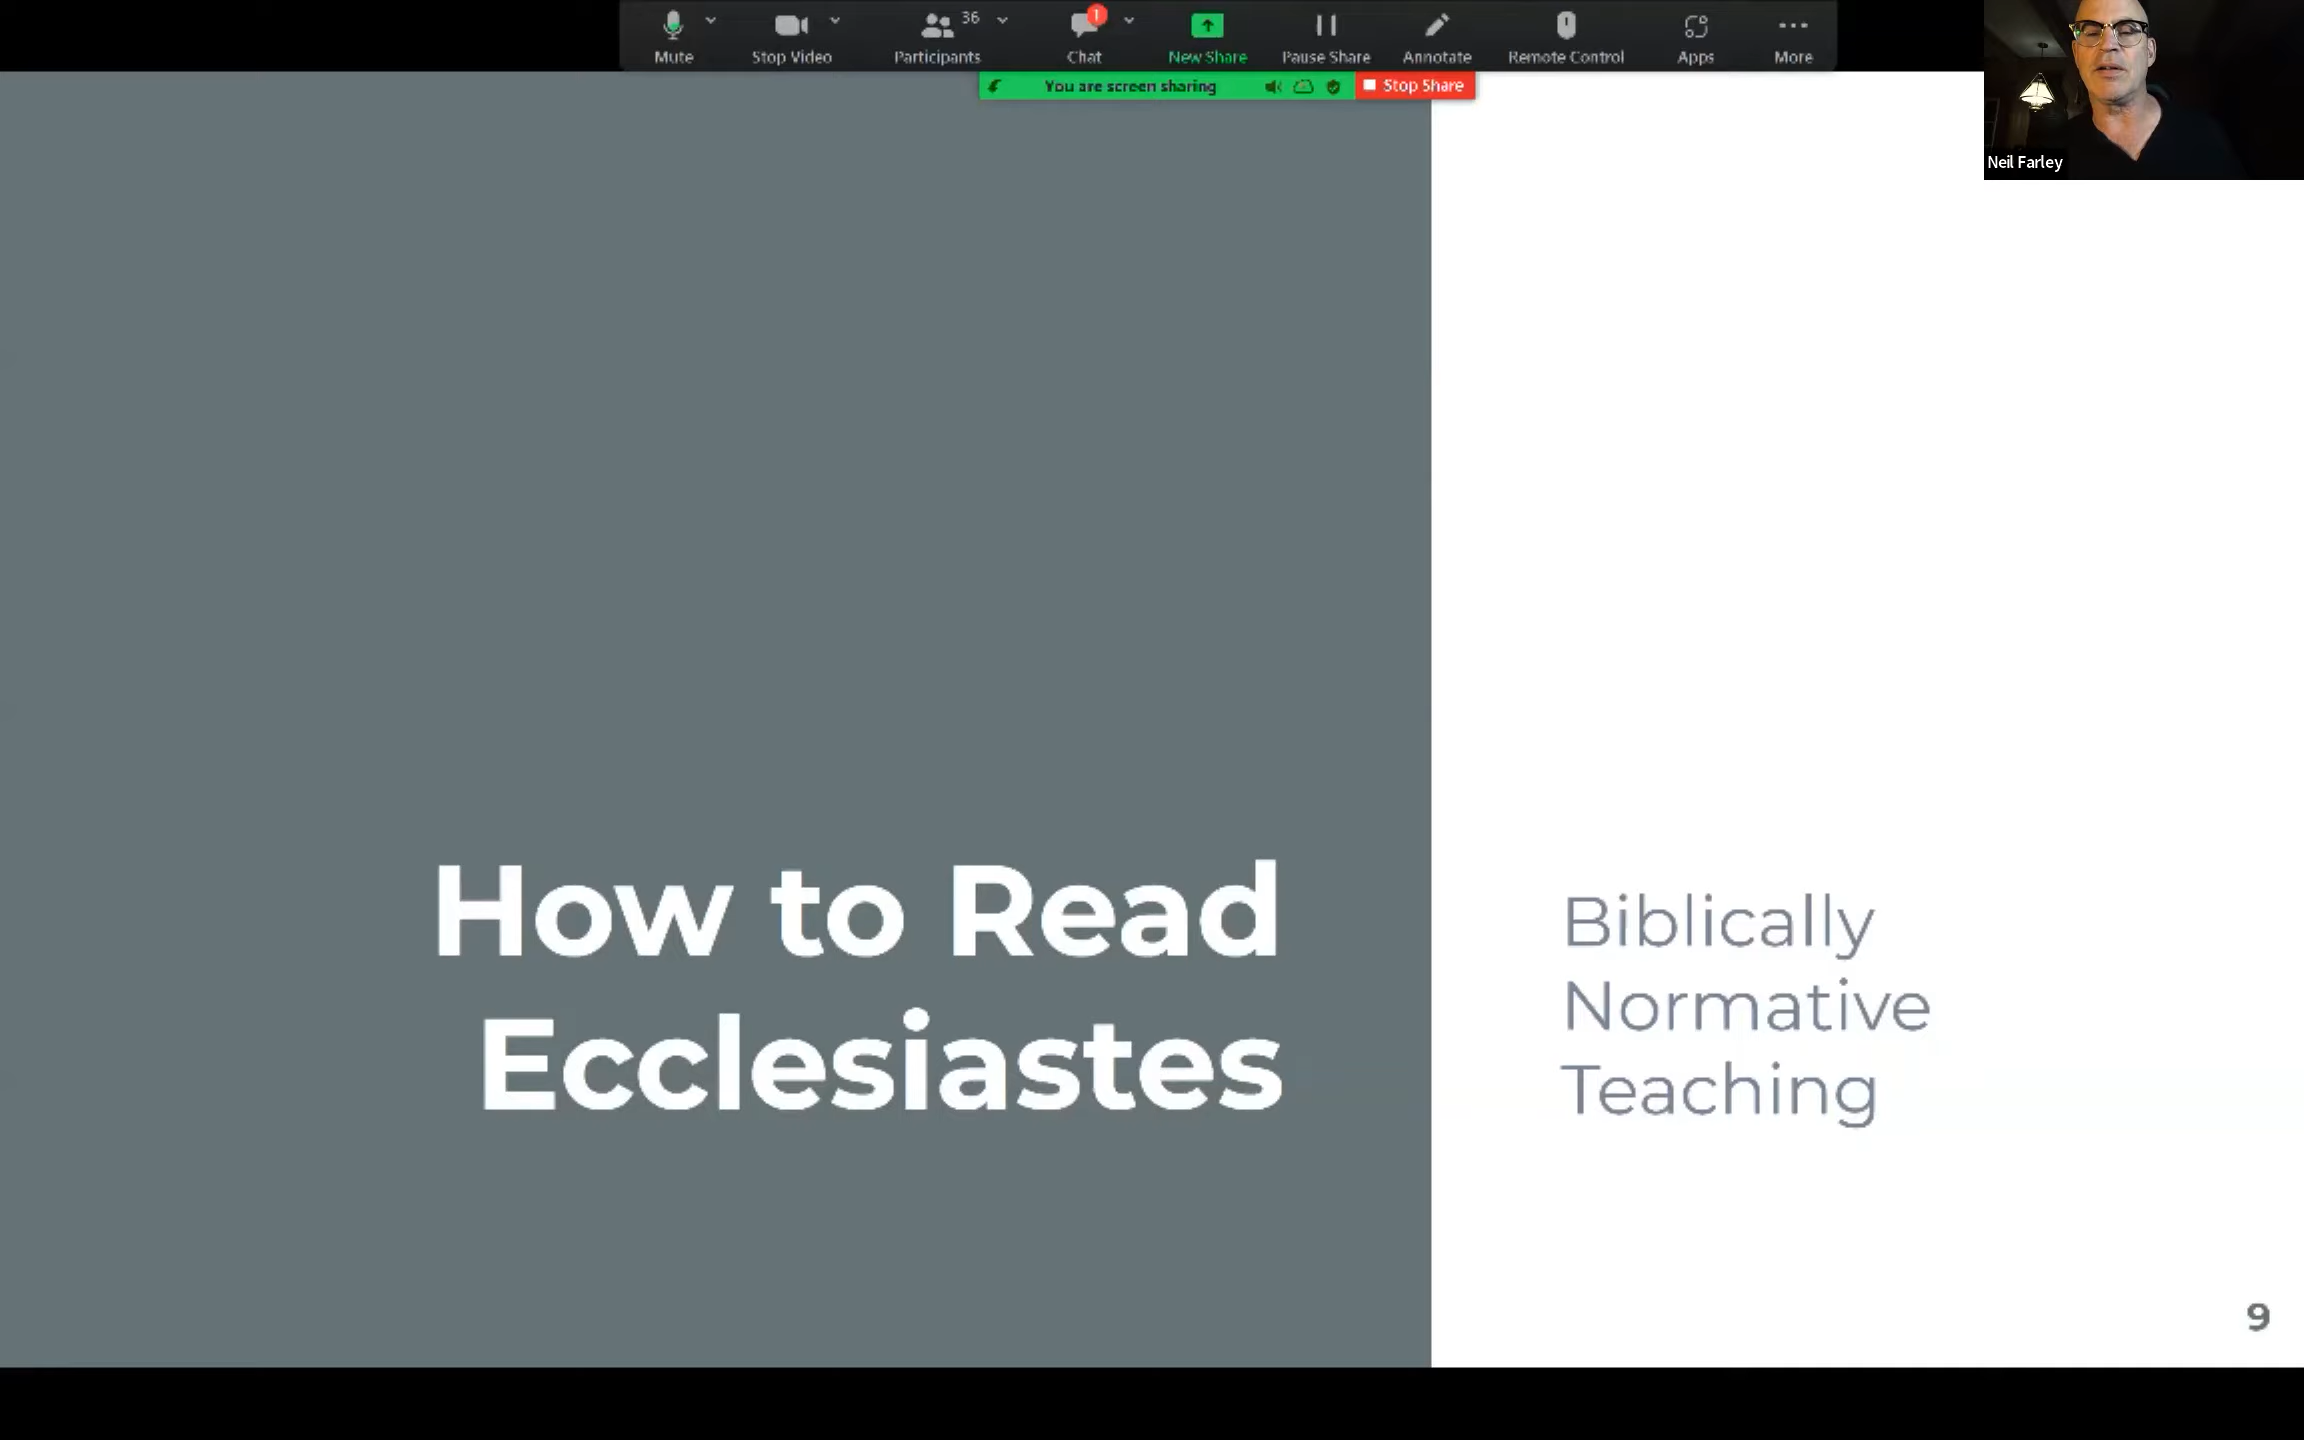 Mute
Stop Video
Participants
36
Chat
1
New Share
Pause Share
Annotate
Remote Control
Apps
More
You are screen sharing
Stop Share
Neil Farley
How to Read
Ecclesiastes
Biblically
Normative
Teaching
9